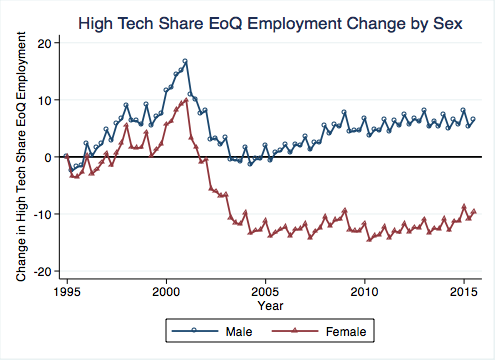 High Tech Share EoQ Employment Change by Sex
Change in High Tech Share EoQ Employment
20
10
0
-10
-20
1995
2000
2005
2010
2015
Year
Male
Female